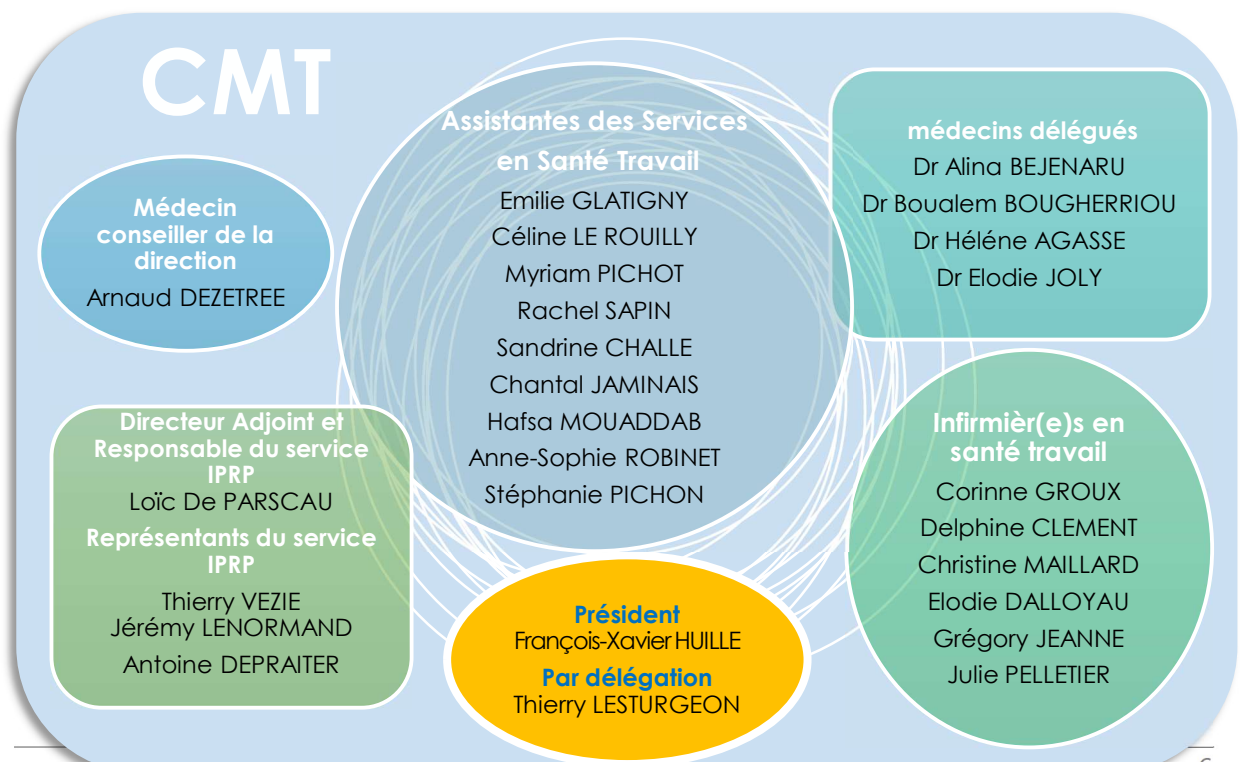 CMT
Médecin
conseiller de la
direction
Arnaud DEZETREE
Assistantes des Services
en Santé Travail
Emilie GLATIGNY
Céline LE ROUILLY
Myriam PICHOT
Rachel SAPIN
Sandrine CHALLE
Chantal JAMINAIS
Hafsa MOUADDAB
Anne-Sophie ROBINET
Stéphanie PICHON
médecins délégués
Dr Alina BEJENARU
Dr Boualem BOUGHERRIOU
Dr Héléne AGASSE
Dr Elodie JOLY
Directeur Adjoint et
Responsable du service
IPRP
Loïc De PARSCAU
Représentants du service
IPRP
Thierry VEZIE
Jérémy LENORMAND
Antoine DEPRAITER
Président
François-Xavier HUILLE
Par délégation
Thierry LESTURGEON
Infirmièr(e)s en
santé travail
Corinne GROUX
Delphine CLEMENT
Christine MAILLARD
Elodie DALLOYAU
Grégory JEANNE
Julie PELLETIER